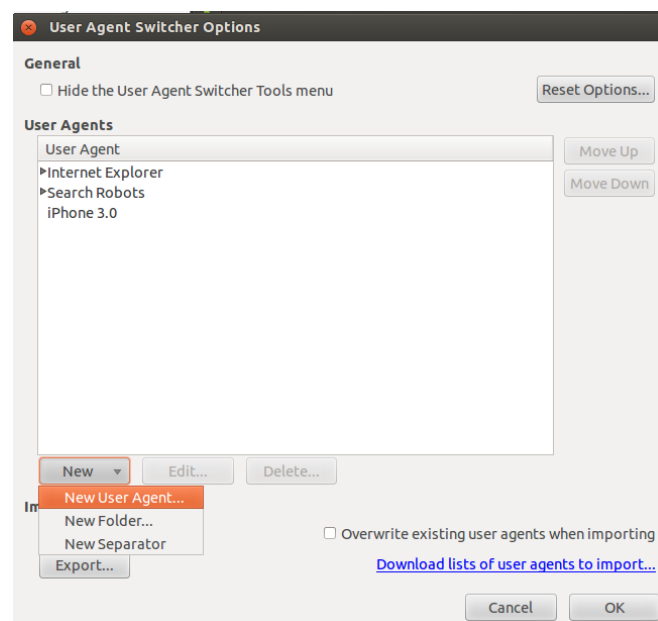 User Agent Switcher Options
General
Hide the User Agent Switcher Tools menu
Reset Options...
User Agents
User Agent
Move Up
Internet Explorer
Move Down
Search Robots
iPhone 3.0
New
Edit...
Delete...
New User Agent...
Im
New Folder...
Overwrite existing user agents when importing
New Separator
Export...
Download lists of user agents to import...
Cancel
OK